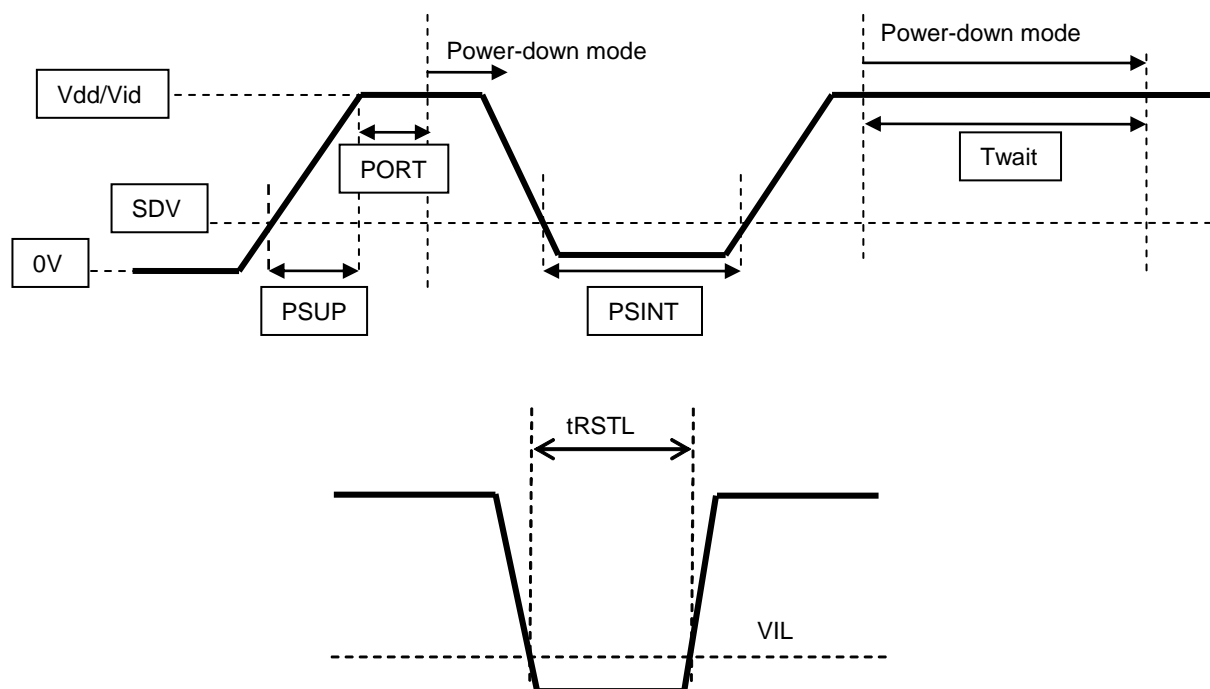 Power-down mode
Power-down mode
Vdd/Vid
PORT
Twait
SDV
0V
PSUP
PSINT
tRSTL
VIL